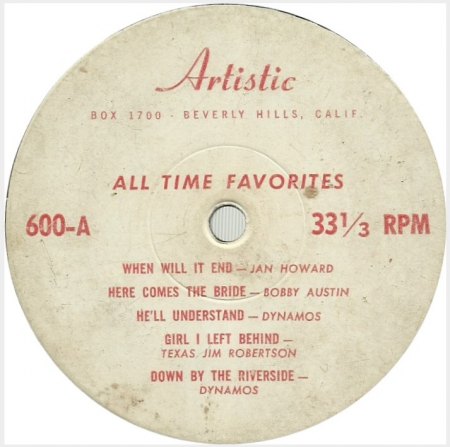 Artistic
BOX 1700 - BEVERLY HILLS, CALIF.
ALL TIME FAVORITES
600-A 33 1/3 RPM
WHEN WILL IT END — JAN HOWARD
HERE COMES THE BRIDE — BOBBY AUSTIN
HE'LL UNDERSTAND — DYNAMOS
GIRL I LEFT BEHIND —
TEXAS JIM ROBERTSON
DOWN BY THE RIVERSIDE —
DYNAMOS